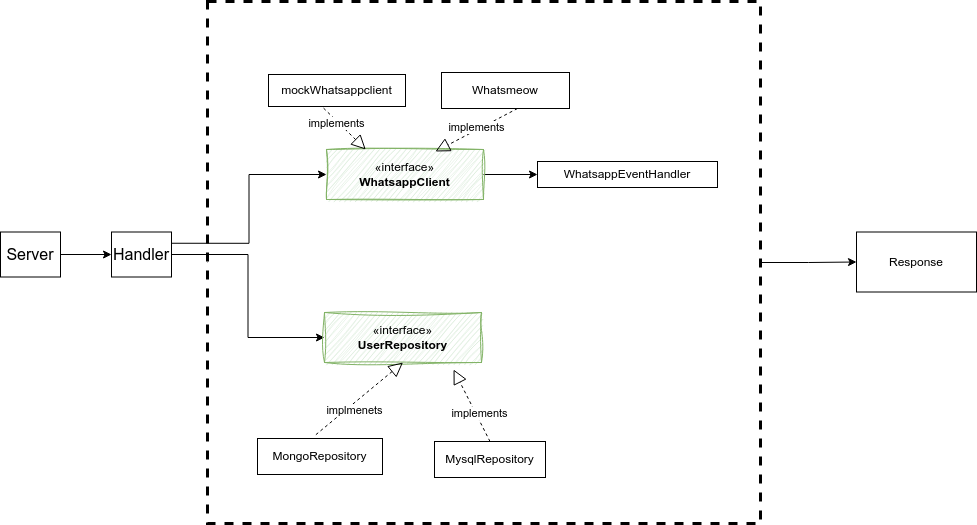 mockWhatsappclient
Whatsmeow
implements
implements
«interface»
WhatsappClient
WhatsappEventHandler
Server
Handler
Response
«interface»
UserRepository
implmenets
implements
MongoRepository
MysqlRepository